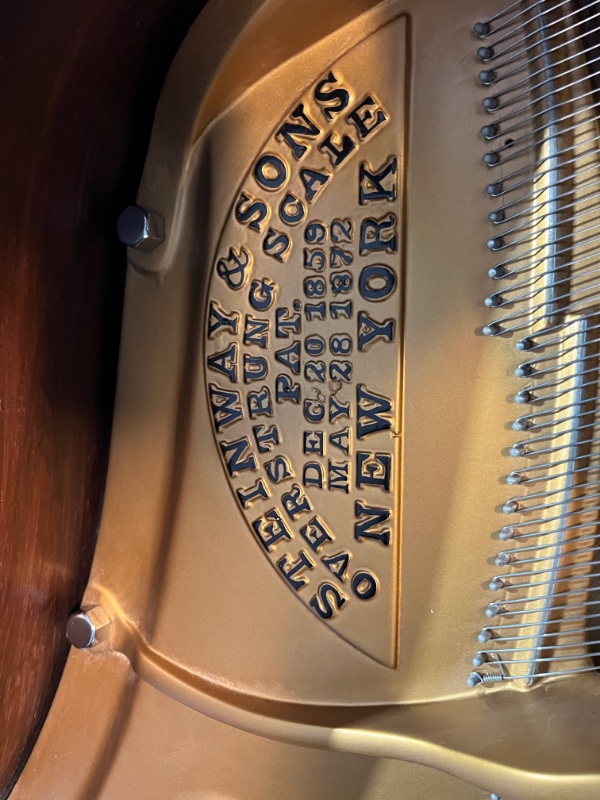 STEINWAY & SONS
OVERSTRUNG SCALE
PAT.
DEC. 20 1859
MAY 28 1872
NEW YORK